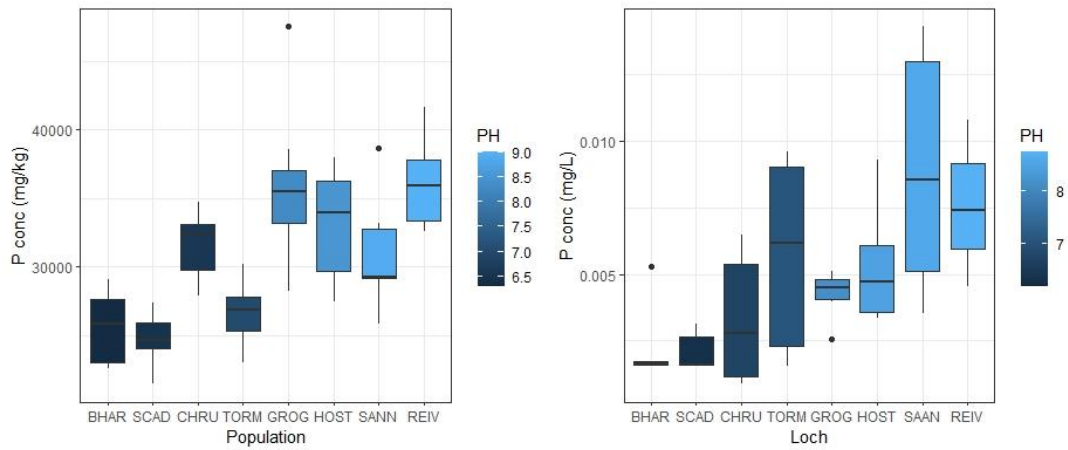 P conc (mg/kg)
40000
30000
BHAR SCAD CHRU TORM GROG HOST SANN REIV
Population
PH
9.0
8.5
8.0
7.5
7.0
6.5
P conc (mg/L)
0.010
0.005
BHAR SCAD CHRU TORM GROG HOST SAAN REIV
Loch
PH
8
7